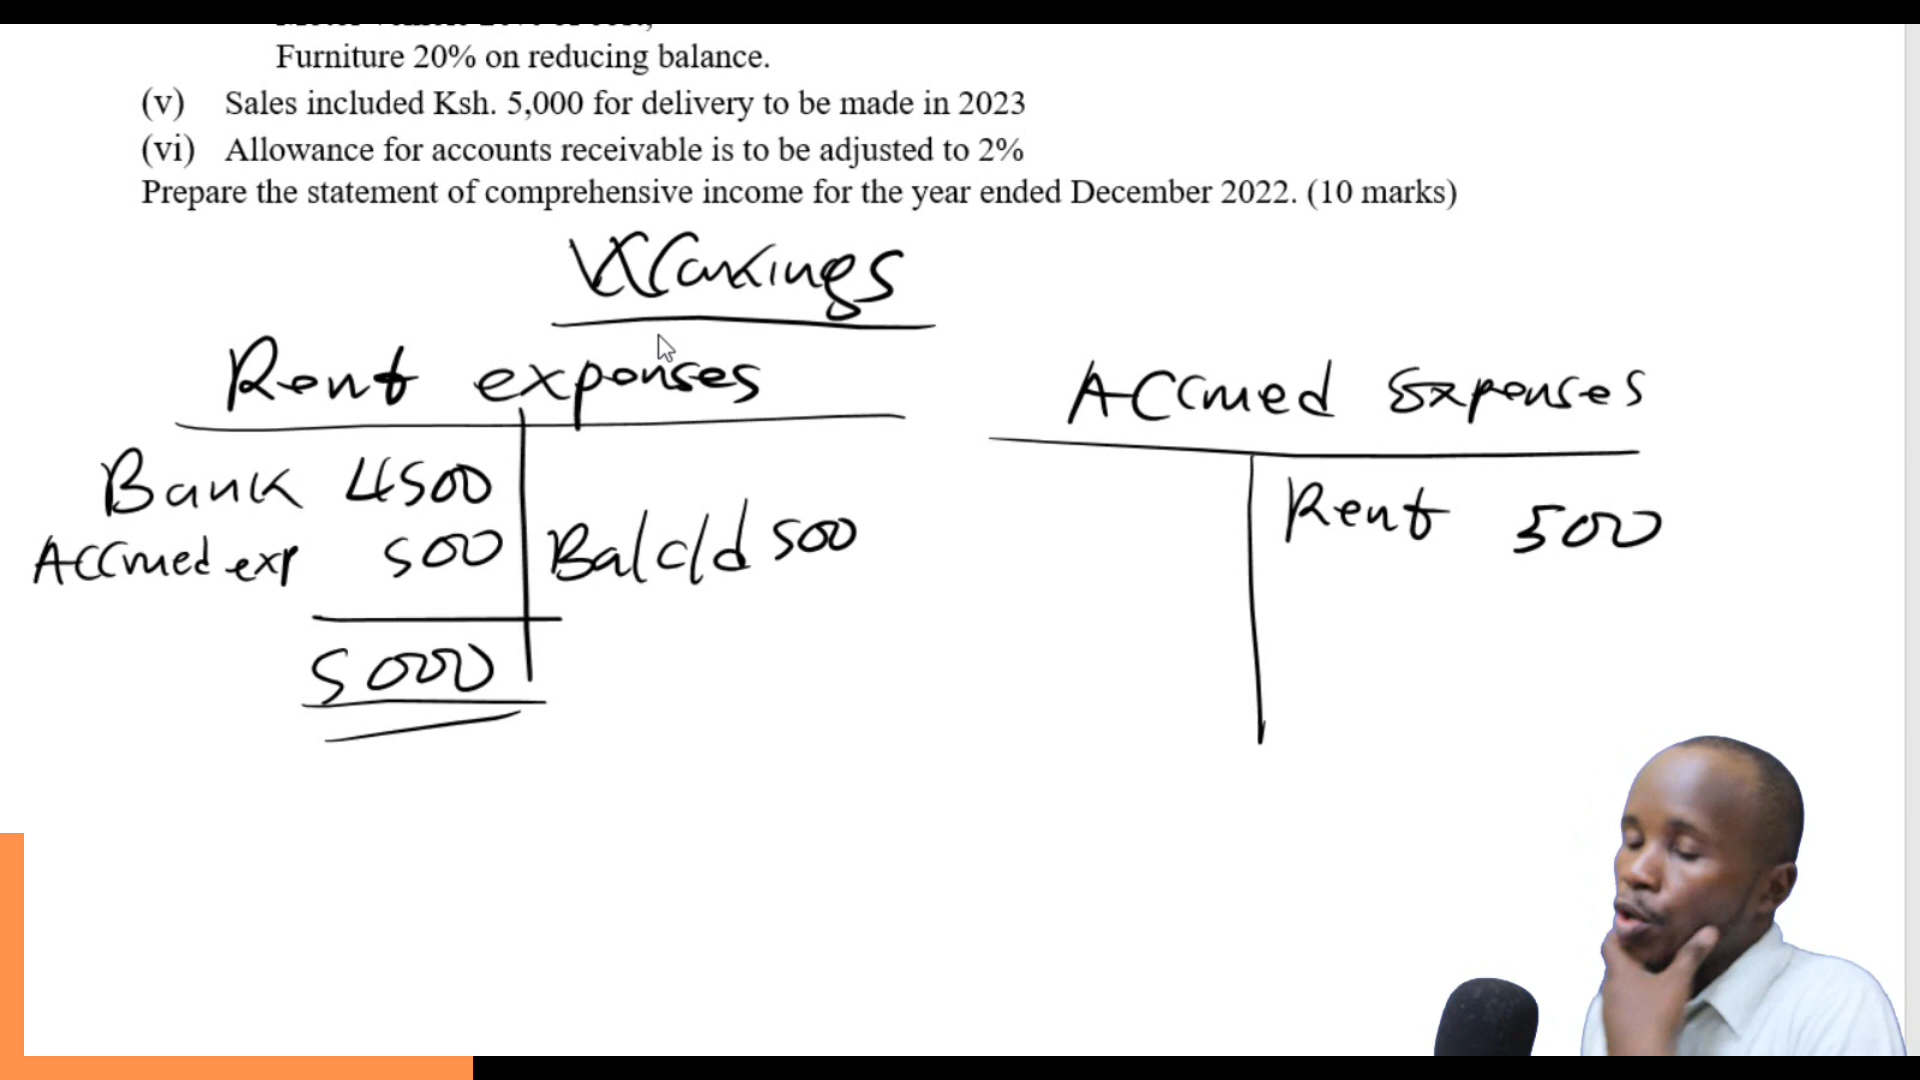 Furniture 20% on reducing balance.
(v) Sales included Ksh. 5,000 for delivery to be made in 2023
(vi) Allowance for accounts receivable is to be adjusted to 2%
Prepare the statement of comprehensive income for the year ended December 2022. (10 marks)
Workings
Rent expenses
Bank 4500
Accrued exp 500
Bal c/d 500
5000
Accrued Expenses
Rent 500